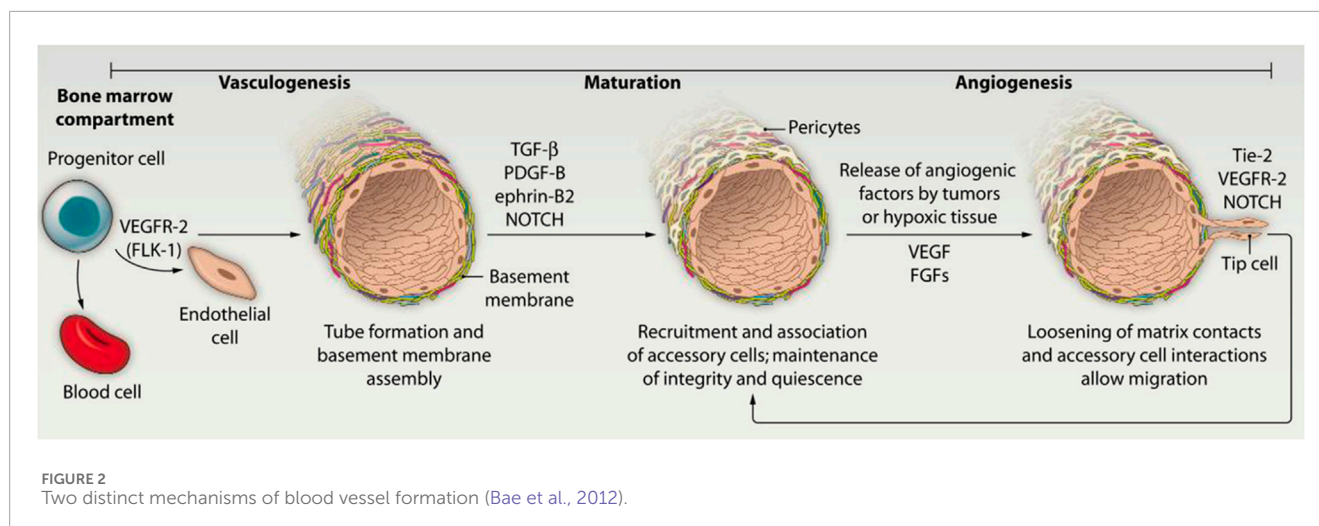 Vasculogenesis
Maturation
Angiogenesis
Bone marrow
compartment
Progenitor cell
VEGFR-2
(FLK-1)
Endothelial
cell
Blood cell
TGF-β
PDGF-B
ephrin-B2
NOTCH
Basement
membrane
Tube formation and
basement membrane
assembly
Pericytes
Recruitment and association
of accessory cells; maintenance
of integrity and quiescence
Release of angiogenic
factors by tumors
or hypoxic tissue
VEGF
FGFs
Tie-2
VEGFR-2
NOTCH
Tip cell
Loosening of matrix contacts
and accessory cell interactions
allow migration
FIGURE 2
Two distinct mechanisms of blood vessel formation (Bae et al., 2012).